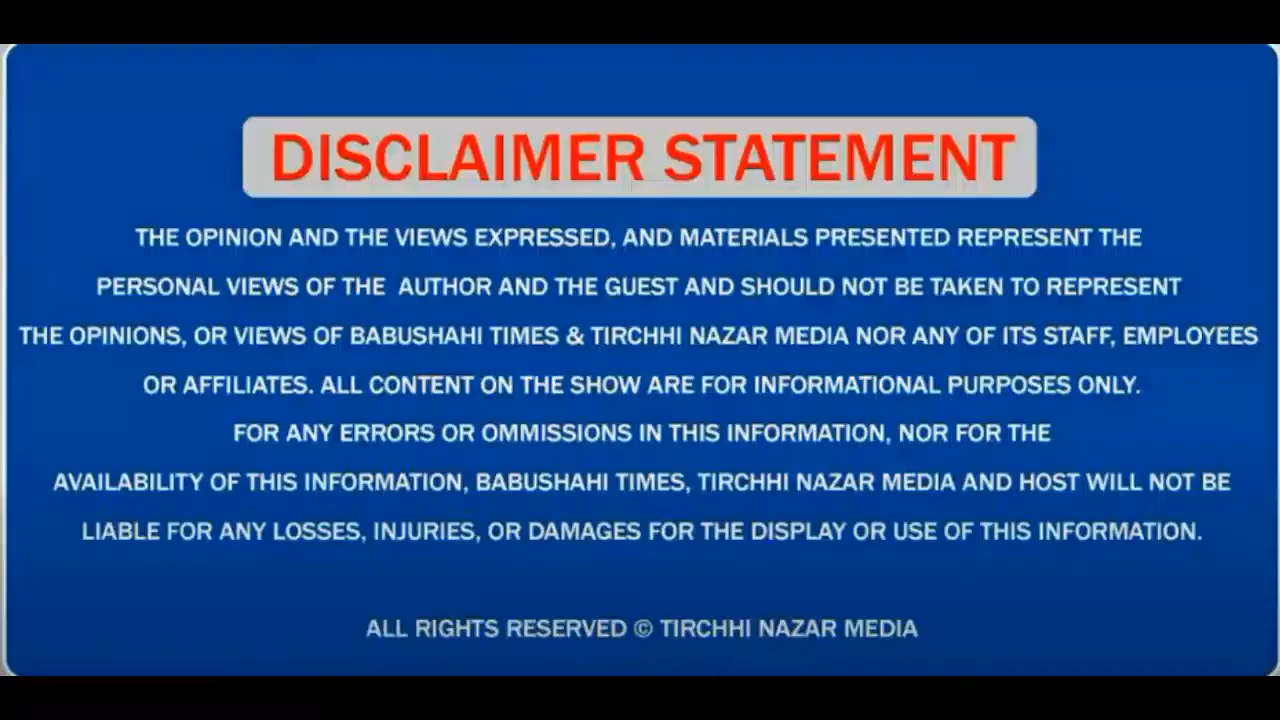 DISCLAIMER STATEMENT
THE OPINION AND THE VIEWS EXPRESSED, AND MATERIALS PRESENTED REPRESENT THE
PERSONAL VIEWS OF THE AUTHOR AND THE GUEST AND SHOULD NOT BE TAKEN TO REPRESENT
THE OPINIONS, OR VIEWS OF BABUSHAHI TIMES & TIRCHHI NAZAR MEDIA NOR ANY OF ITS STAFF, EMPLOYEES
OR AFFILIATES. ALL CONTENT ON THE SHOW ARE FOR INFORMATIONAL PURPOSES ONLY.
FOR ANY ERRORS OR OMMISSIONS IN THIS INFORMATION, NOR FOR THE
AVAILABILITY OF THIS INFORMATION, BABUSHAHI TIMES, TIRCHHI NAZAR MEDIA AND HOST WILL NOT BE
LIABLE FOR ANY LOSSES, INJURIES, OR DAMAGES FOR THE DISPLAY OR USE OF THIS INFORMATION.
ALL RIGHTS RESERVED © TIRCHHI NAZAR MEDIA